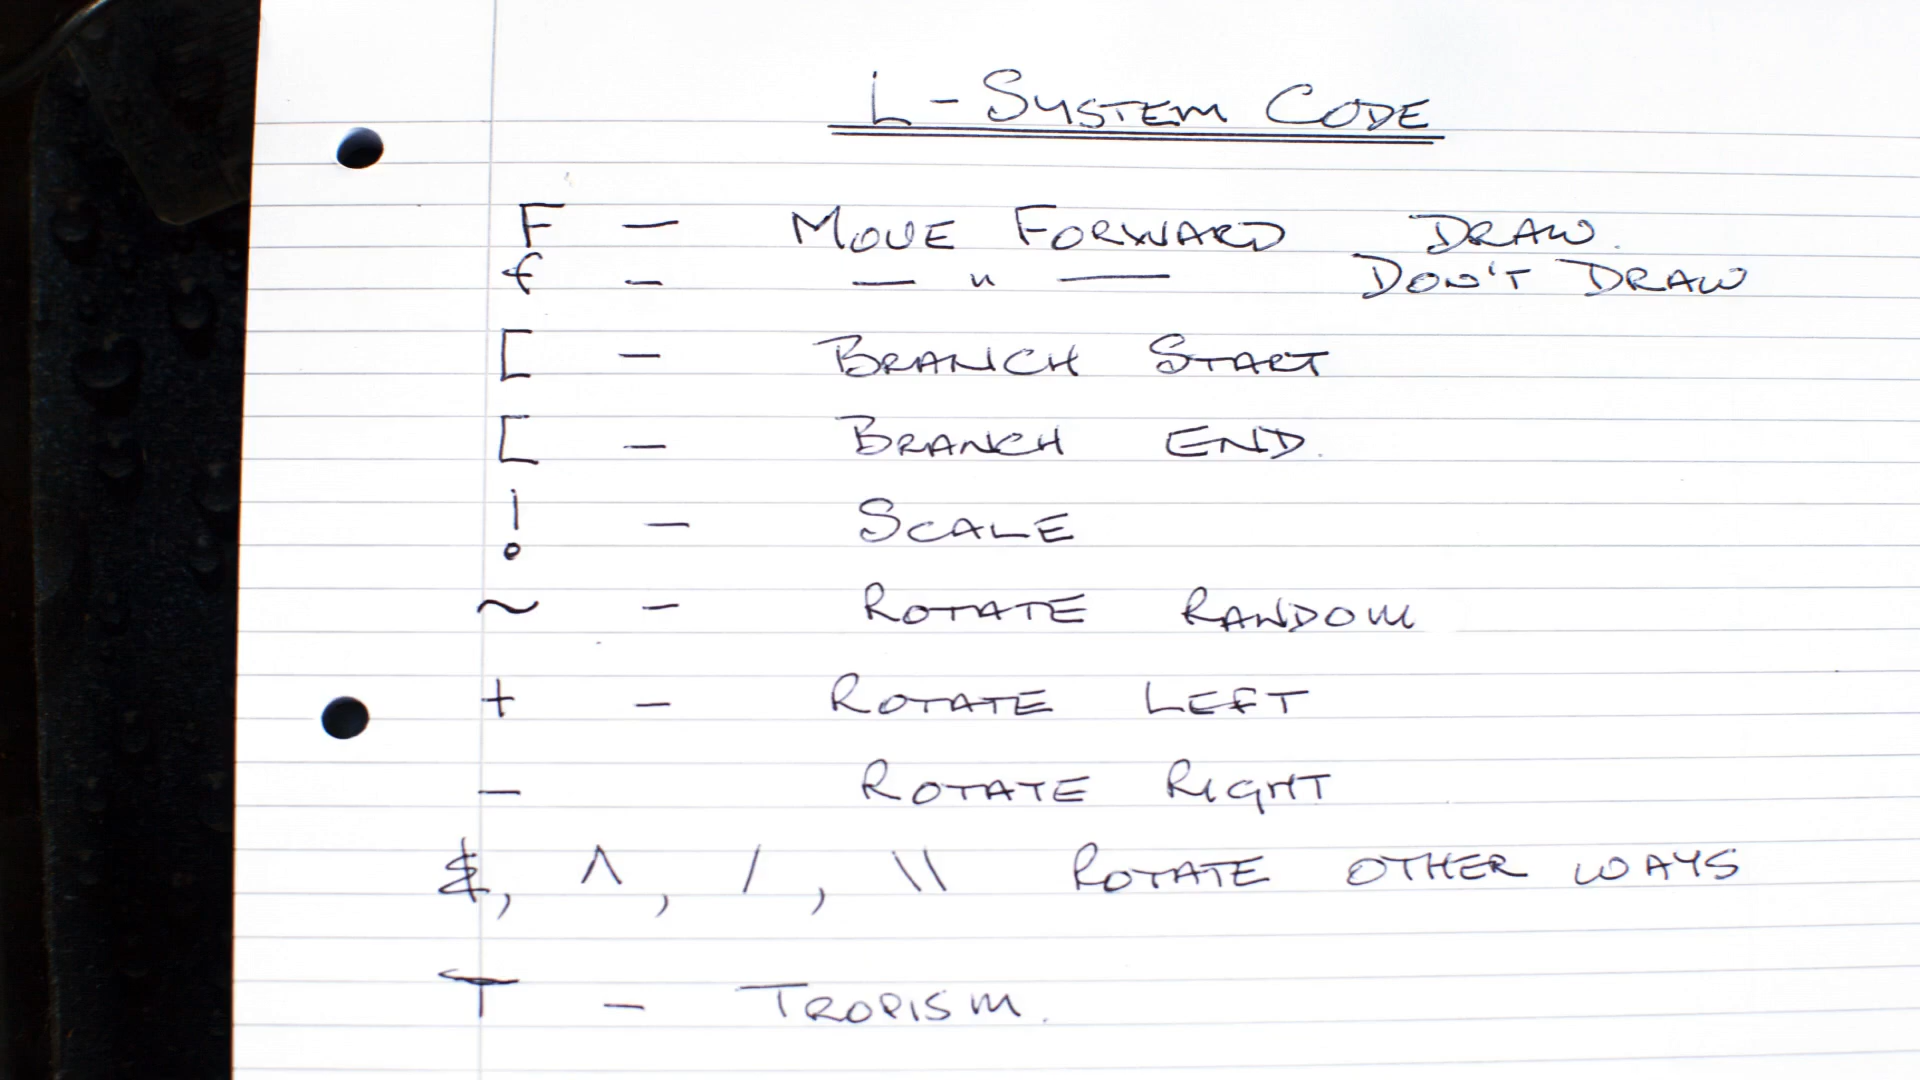 L - SYSTEM CODE
F — MOVE FORWARD DRAW.
f — — " — DON'T DRAW
[ — BRANCH START
[ — BRANCH END.
! — SCALE
~ — ROTATE RANDOM
+ — ROTATE LEFT
— ROTATE RIGHT
$, ^, /, \\ ROTATE OTHER WAYS
T — TROPISM.